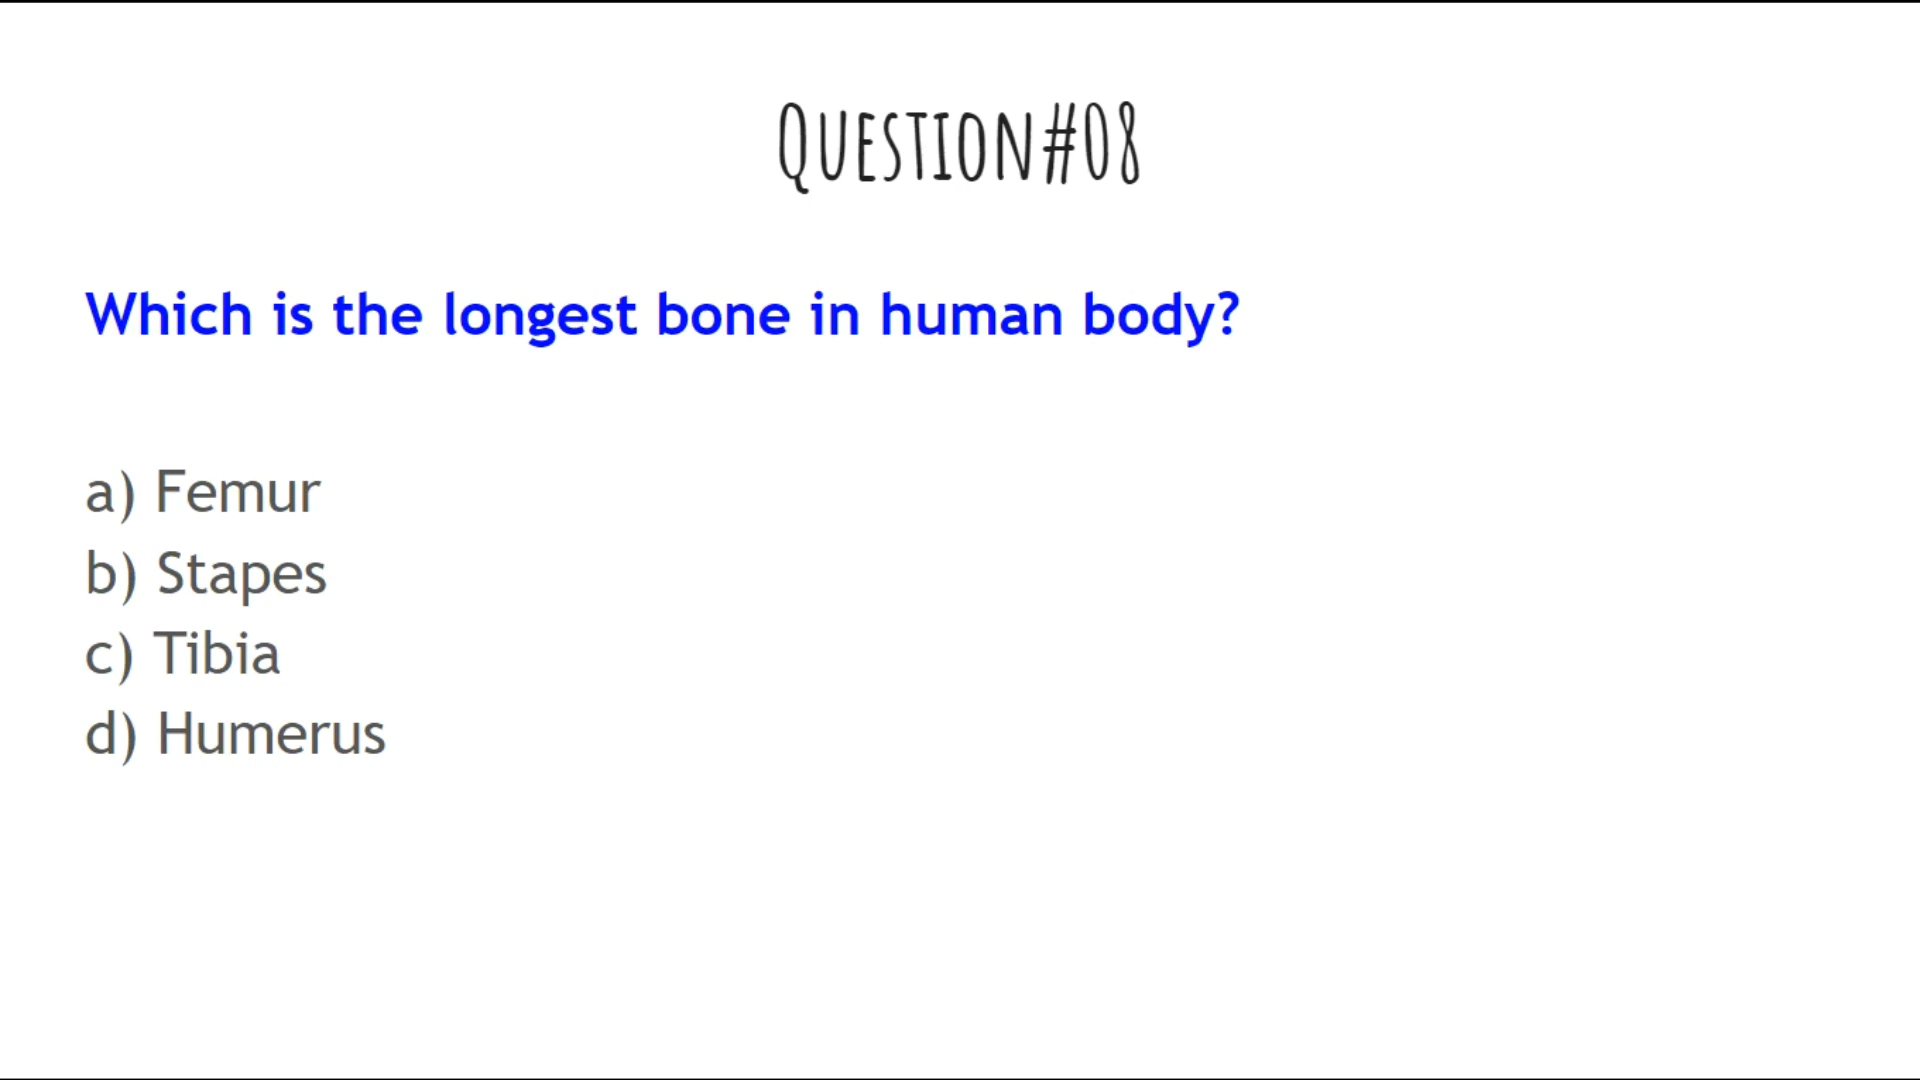 Question#08
Which is the longest bone in human body?
a) Femur
b) Stapes
c) Tibia
d) Humerus